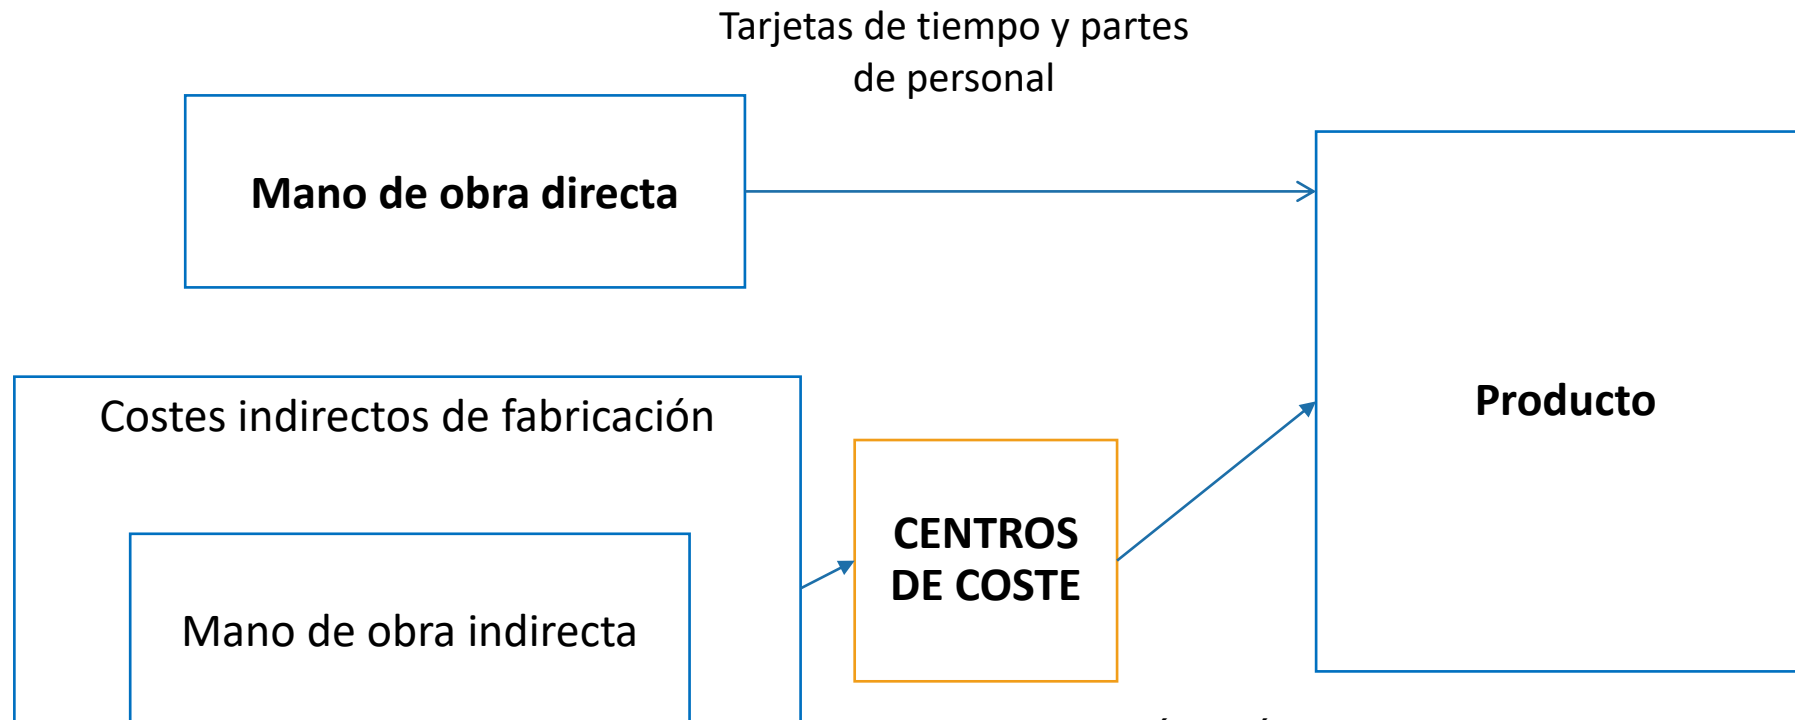 Tarjetas de tiempo y partes
de personal
Mano de obra directa
Costes indirectos de fabricación
Producto
CENTROS
DE COSTE
Mano de obra indirecta